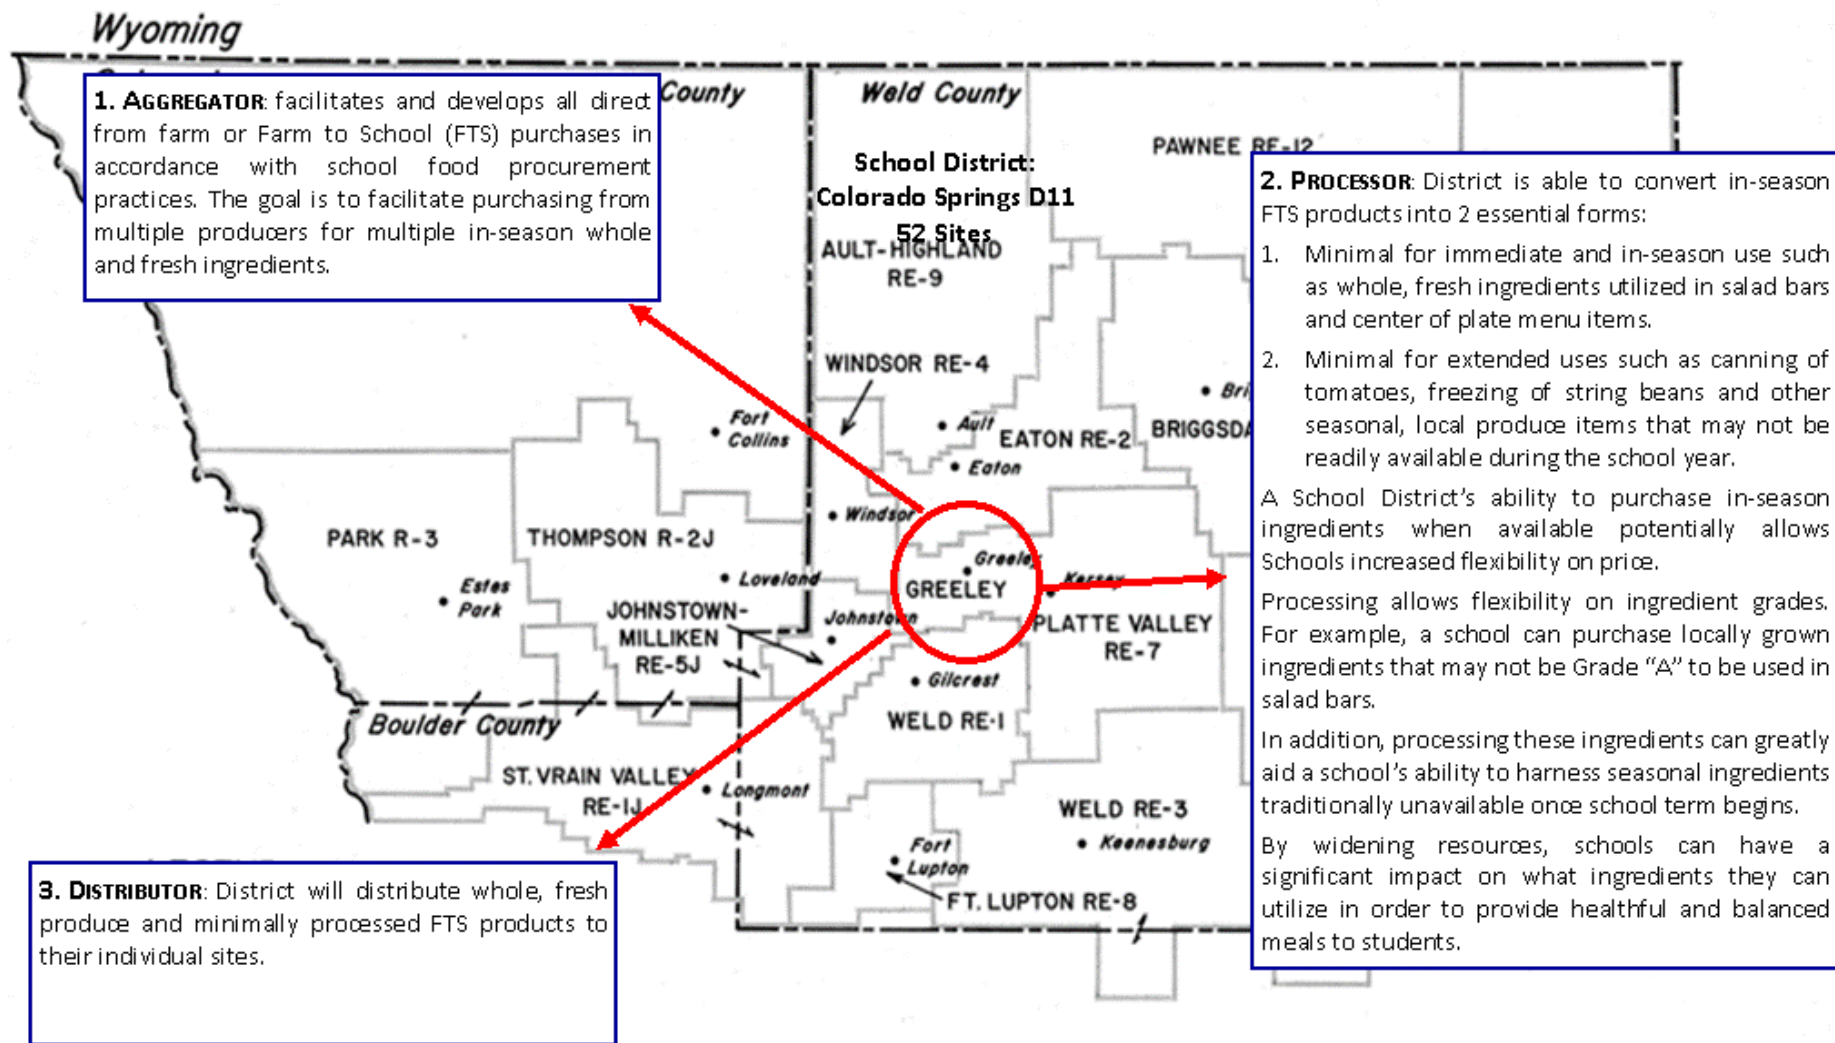 Wyoming
County
Weld County
1. AGGREGATOR: facilitates and develops all direct
from farm or Farm to School (FTS) purchases in
accordance with school food procurement
practices. The goal is to facilitate purchasing from
multiple producers for multiple in-season whole
and fresh ingredients.
School District:
Colorado Springs D11
52 Sites
PAWNEE RE-12
AULT-HIGHLAND
RE-9
WINDSOR RE-4
Fort
Collins
Ault
EATON RE-2
Eaton
Windsor
PARK R-3
THOMPSON R-2J
Estes
Park
Loveland
Greeley
GREELEY
Kersey
JOHNSTOWN-
MILLIKEN
RE-5J
Johnstown
PLATTE VALLEY
RE-7
Gilcrest
WELD RE-1
Boulder County
ST. VRAIN VALLEY
RE-1J
Longmont
WELD RE-3
Keenesburg
Fort
Lupton
FT. LUPTON RE-8
2. PROCESSOR: District is able to convert in-season
FTS products into 2 essential forms:
1. Minimal for immediate and in-season use such
as whole, fresh ingredients utilized in salad bars
and center of plate menu items.
2. Minimal for extended uses such as canning of
tomatoes, freezing of string beans and other
seasonal, local produce items that may not be
readily available during the school year.
A School District’s ability to purchase in-season
ingredients when available potentially allows
Schools increased flexibility on price.
Processing allows flexibility on ingredient grades.
For example, a school can purchase locally grown
ingredients that may not be Grade “A” to be used in
salad bars.
In addition, processing these ingredients can greatly
aid a school’s ability to harness seasonal ingredients
traditionally unavailable once school term begins.
By widening resources, schools can have a
significant impact on what ingredients they can
utilize in order to provide healthful and balanced
meals to students.
3. DISTRIBUTOR: District will distribute whole, fresh
produce and minimally processed FTS products to
their individual sites.